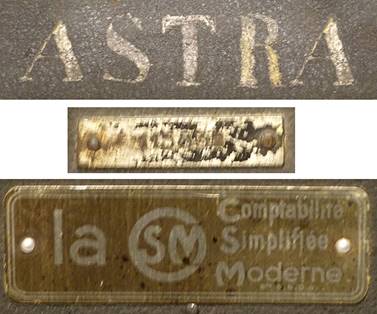 ASTRA
la CSM Comptabilité
Simplifiée
Moderne